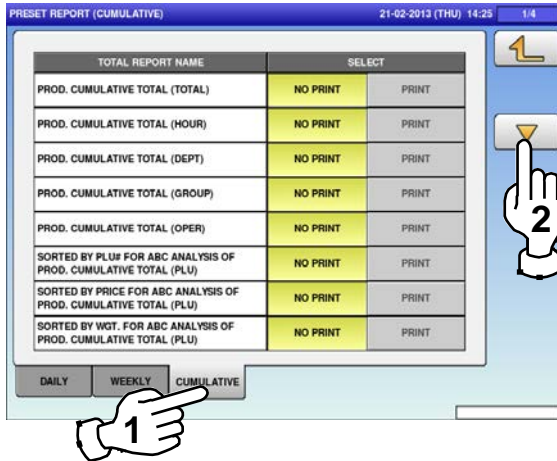 PRESET REPORT (CUMULATIVE) 21-02-2013 (THU) 14:25 1/4
TOTAL REPORT NAME SELECT
PROD. CUMULATIVE TOTAL (TOTAL) NO PRINT PRINT
PROD. CUMULATIVE TOTAL (HOUR) NO PRINT PRINT
PROD. CUMULATIVE TOTAL (DEPT) NO PRINT PRINT
PROD. CUMULATIVE TOTAL (GROUP) NO PRINT PRINT
PROD. CUMULATIVE TOTAL (OPER) NO PRINT PRINT
SORTED BY PLU# FOR ABC ANALYSIS OF
PROD. CUMULATIVE TOTAL (PLU) NO PRINT PRINT
SORTED BY PRICE FOR ABC ANALYSIS OF
PROD. CUMULATIVE TOTAL (PLU) NO PRINT PRINT
SORTED BY WGT. FOR ABC ANALYSIS OF
PROD. CUMULATIVE TOTAL (PLU) NO PRINT PRINT
2
DAILY WEEKLY CUMULATIVE
1